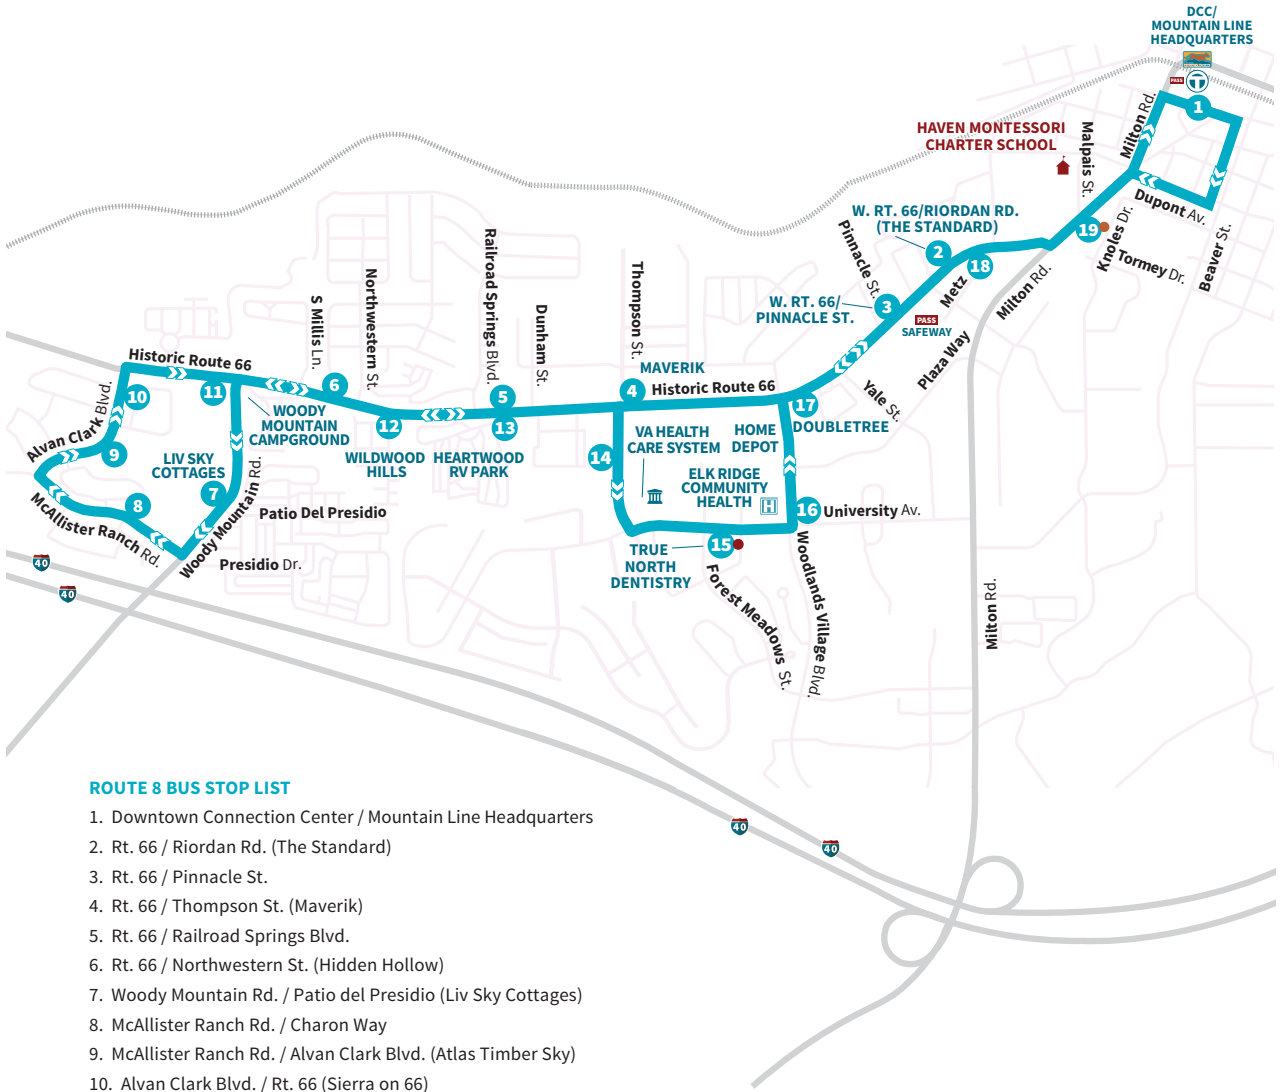 DCC/
MOUNTAIN LINE
HEADQUARTERS
PASS
1
HAVEN MONTESSORI
CHARTER SCHOOL
Malpais St.
Milton Rd.
Dupont Av.
W. RT. 66/RIORDAN RD.
(THE STANDARD)
Pinnacle St.
2
18
19
Knoles Dr.
Tormey Dr.
Beaver St.
Metz
Milton Rd.
W. RT. 66/
PINNACLE ST.
3
PASS
SAFEWAY
Plaza Way
Yale St.
S Millis Ln.
Northwestern St.
Railroad Springs Blvd.
Dunham St.
Thompson St.
MAVERIK
Historic Route 66
4
Historic Route 66
6
5
10
11
12
13
17
DOUBLETREE
Alvan Clark Blvd.
WOODY
MOUNTAIN
CAMPGROUND
WILDWOOD
HILLS
HEARTWOOD
RV PARK
VA HEALTH
CARE SYSTEM
HOME
DEPOT
9
14
LIV SKY
COTTAGES
7
8
ELK RIDGE
COMMUNITY
HEALTH
H
16
University Av.
McAllister Ranch Rd.
Woody Mountain Rd.
Patio Del Presidio
Presidio Dr.
TRUE
NORTH
DENTISTRY
15
Forest Meadows St.
Woodlands Village Blvd.
Milton Rd.
40
40
40
40
ROUTE 8 BUS STOP LIST
1. Downtown Connection Center / Mountain Line Headquarters
2. Rt. 66 / Riordan Rd. (The Standard)
3. Rt. 66 / Pinnacle St.
4. Rt. 66 / Thompson St. (Maverik)
5. Rt. 66 / Railroad Springs Blvd.
6. Rt. 66 / Northwestern St. (Hidden Hollow)
7. Woody Mountain Rd. / Patio del Presidio (Liv Sky Cottages)
8. McAllister Ranch Rd. / Charon Way
9. McAllister Ranch Rd. / Alvan Clark Blvd. (Atlas Timber Sky)
10. Alvan Clark Blvd. / Rt. 66 (Sierra on 66)